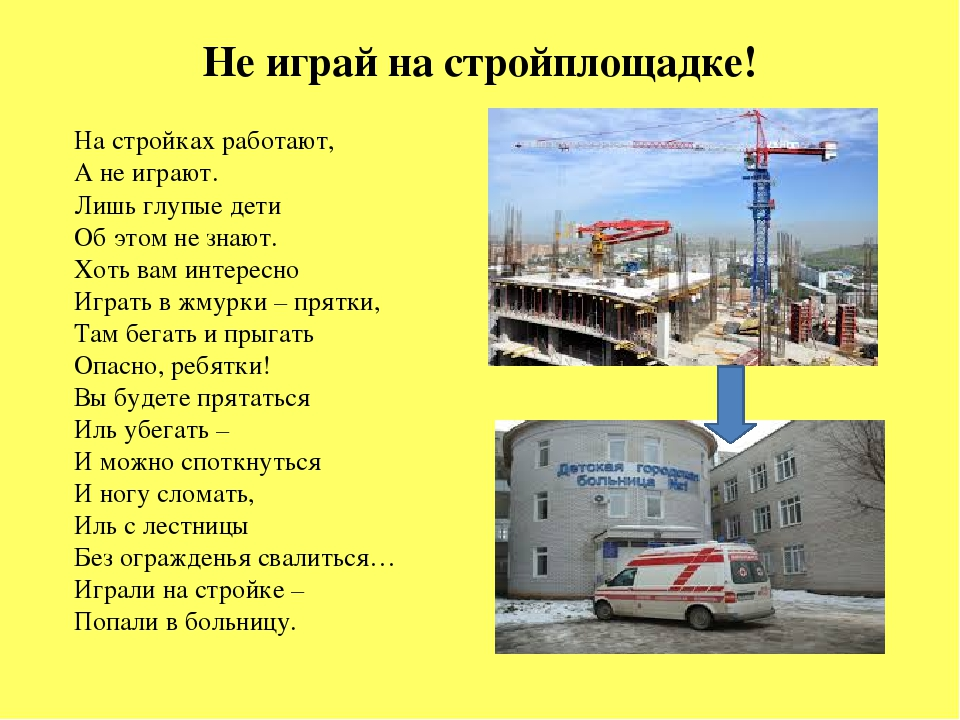 Не играй на стройплощадке!
На стройках работают,
А не играют.
Лишь глупые дети
Об этом не знают.
Хоть вам интересно
Играть в жмурки – прятки,
Там бегать и прыгать
Опасно, ребятки!
Вы будете прятаться
Иль убегать –
И можно споткнуться
И ногу сломать,
Иль с лестницы
Без огражденья свалиться…
Играли на стройке –
Попали в больницу.
Детская городская
больница №1